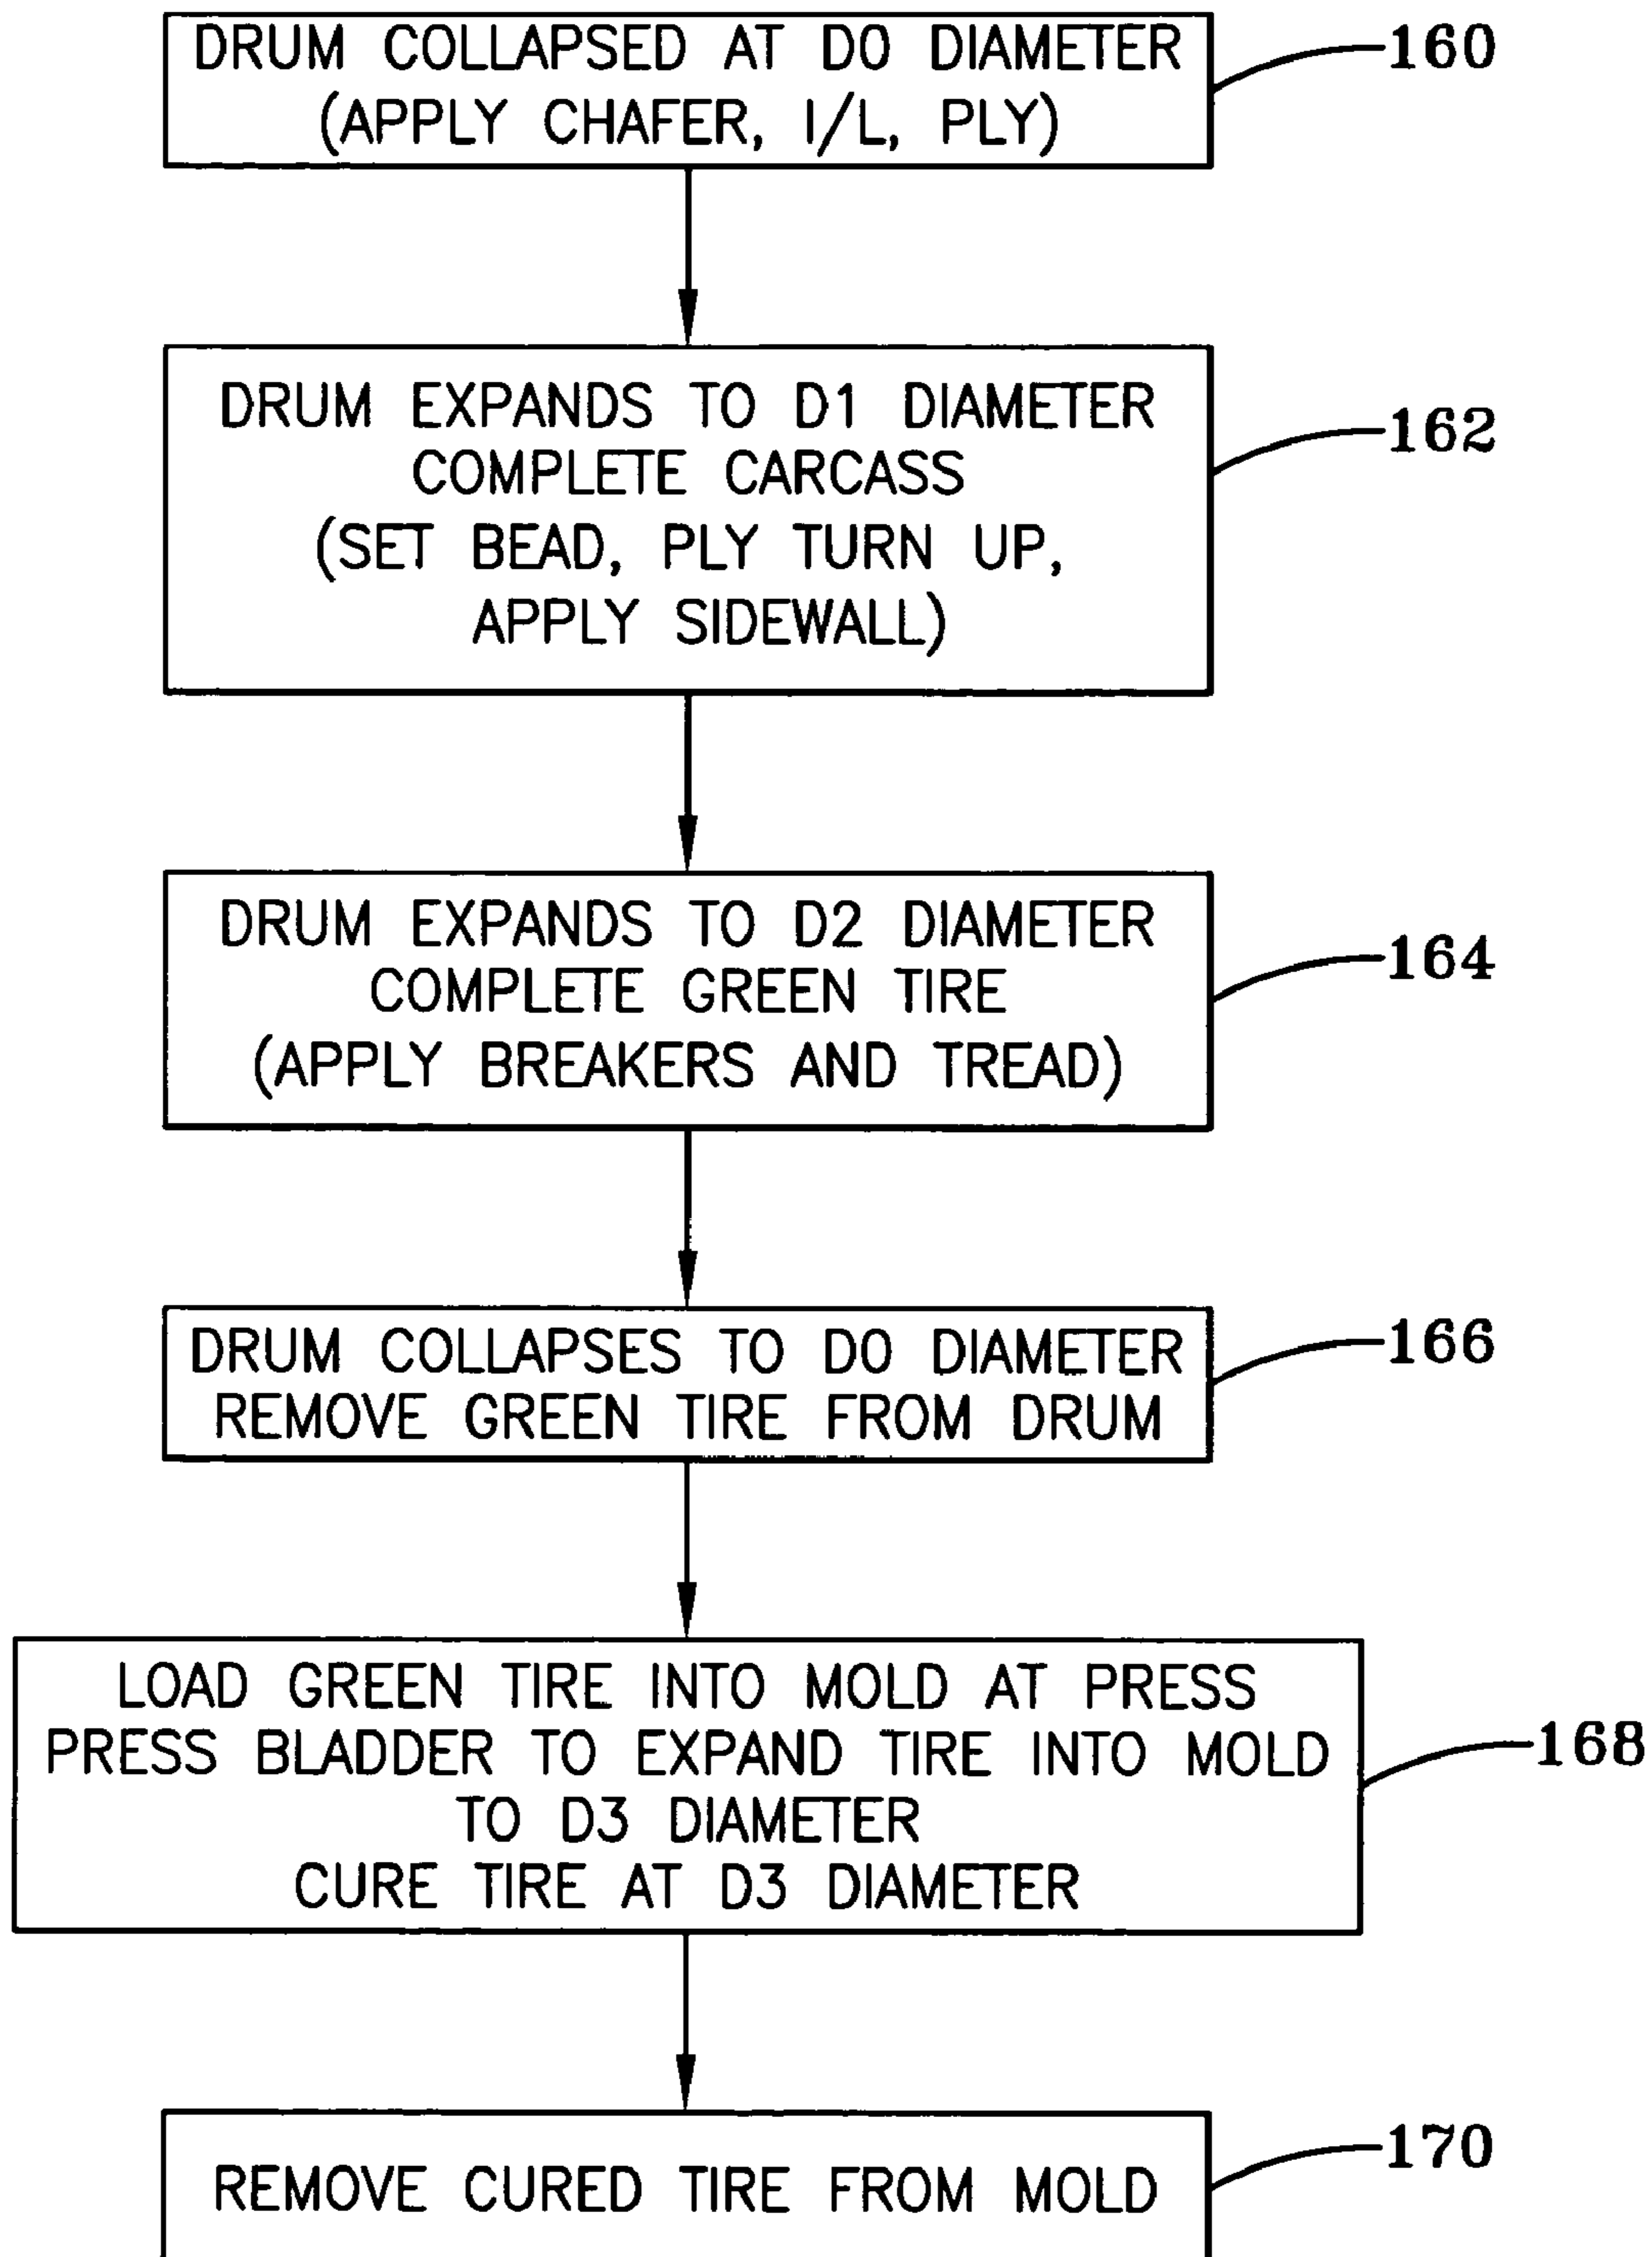 DRUM COLLAPSED AT D0 DIAMETER
(APPLY CHAFER, I/L, PLY)
160
DRUM EXPANDS TO D1 DIAMETER
COMPLETE CARCASS
(SET BEAD, PLY TURN UP,
APPLY SIDEWALL)
162
DRUM EXPANDS TO D2 DIAMETER
COMPLETE GREEN TIRE
(APPLY BREAKERS AND TREAD)
164
DRUM COLLAPSES TO D0 DIAMETER
REMOVE GREEN TIRE FROM DRUM
166
LOAD GREEN TIRE INTO MOLD AT PRESS
PRESS BLADDER TO EXPAND TIRE INTO MOLD
TO D3 DIAMETER
CURE TIRE AT D3 DIAMETER
168
REMOVE CURED TIRE FROM MOLD
170